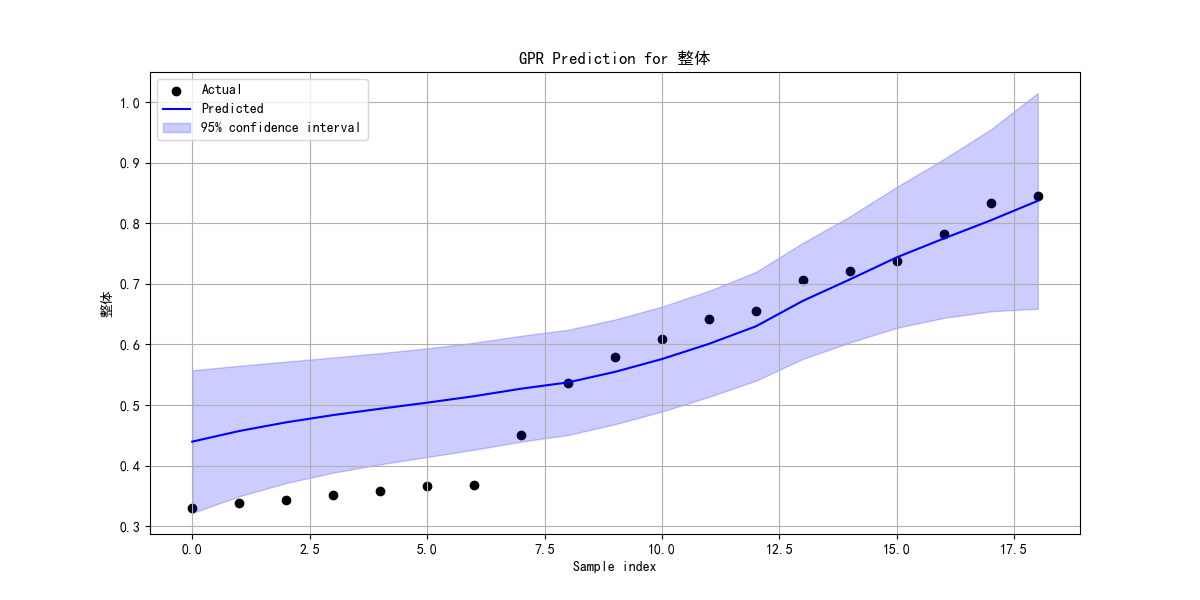 GPR Prediction for 整体
Actual
Predicted
95% confidence interval
整体
1.0
0.9
0.8
0.7
0.6
0.5
0.4
0.3
0.0 2.5 5.0 7.5 10.0 12.5 15.0 17.5
Sample index